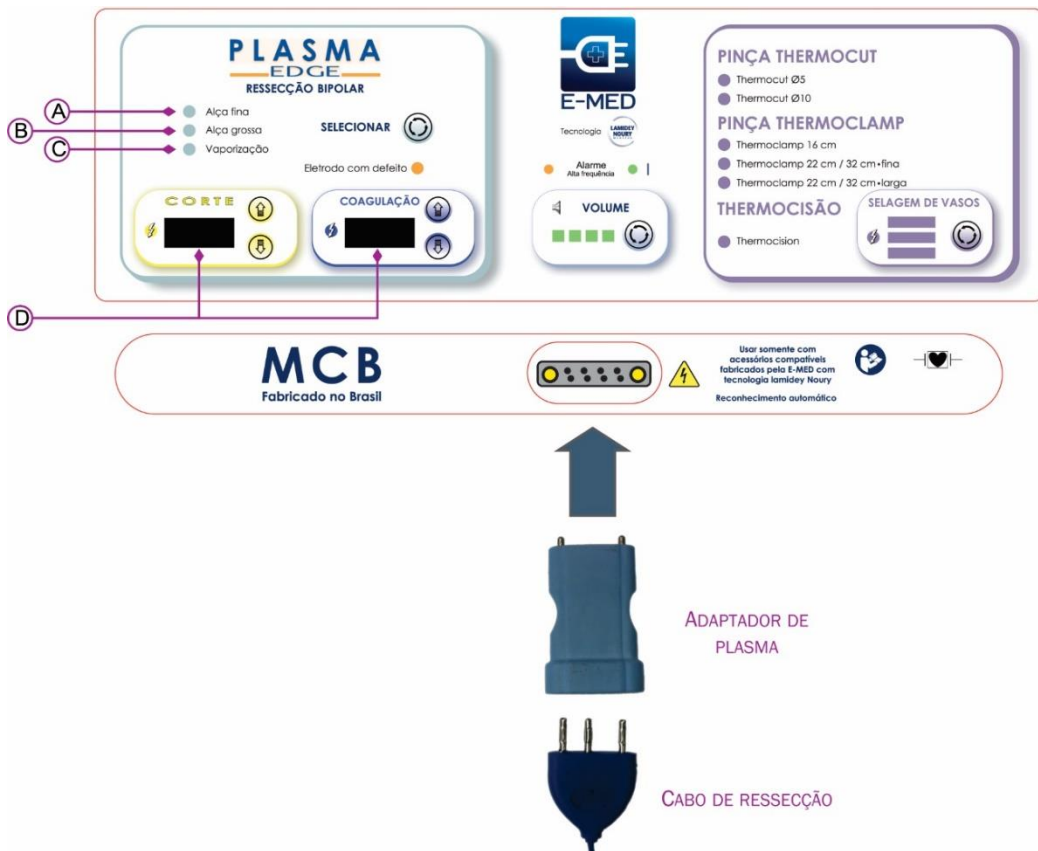 PLASMA
EDGE
RESSECÇÃO BIPOLAR
A
Alça fina
B
Alça grossa
C
Vaporização
SELECIONAR
Eletrodo com defeito
CORTE
COAGULAÇÃO
D
E-MED
Tecnologia
LAMIDEY
NOURY
Alarme
Alta frequência
VOLUME
PINÇA THERMOCUT
Thermocut Ø5
Thermocut Ø10
PINÇA THERMOCLAMP
Thermoclamp 16 cm
Thermoclamp 22 cm / 32 cm•fina
Thermoclamp 22 cm / 32 cm•larga
THERMOCISÃO
Thermocision
SELAGEM DE VASOS
MCB
Fabricado no Brasil
Usar somente com
acessórios compatíveis
fabricados pela E-MED com
tecnologia lamidey Noury
Reconhecimento automático
ADAPTADOR DE
PLASMA
CABO DE RESSECÇÃO